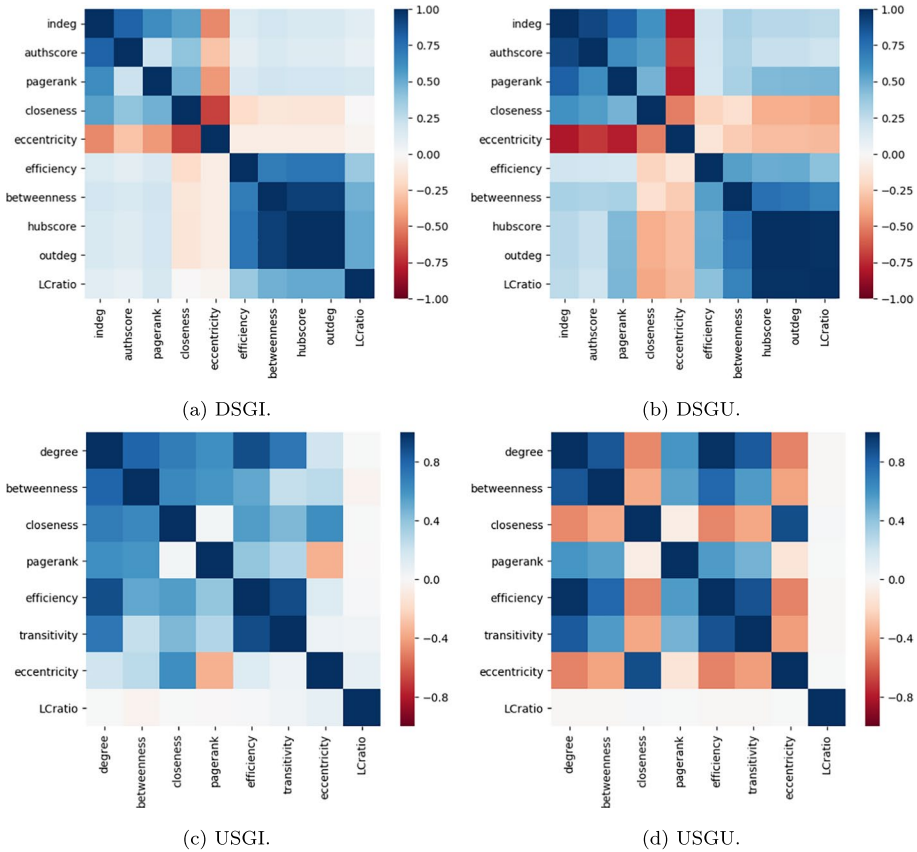 indeg
authscore
pagerank
closeness
eccentricity
efficiency
betweenness
hubscore
outdeg
LCratio
indeg
authscore
pagerank
closeness
eccentricity
efficiency
betweenness
hubscore
outdeg
LCratio
1.00
0.75
0.50
0.25
0.00
−0.25
−0.50
−0.75
−1.00
(a) DSGI.
indeg
authscore
pagerank
closeness
eccentricity
efficiency
betweenness
hubscore
outdeg
LCratio
indeg
authscore
pagerank
closeness
eccentricity
efficiency
betweenness
hubscore
outdeg
LCratio
1.00
0.75
0.50
0.25
0.00
−0.25
−0.50
−0.75
−1.00
(b) DSGU.
degree
betweenness
closeness
pagerank
efficiency
transitivity
eccentricity
LCratio
degree
betweenness
closeness
pagerank
efficiency
transitivity
eccentricity
LCratio
0.8
0.4
0.0
−0.4
−0.8
(c) USGI.
degree
betweenness
closeness
pagerank
efficiency
transitivity
eccentricity
LCratio
degree
betweenness
closeness
pagerank
efficiency
transitivity
eccentricity
LCratio
0.8
0.4
0.0
−0.4
−0.8
(d) USGU.